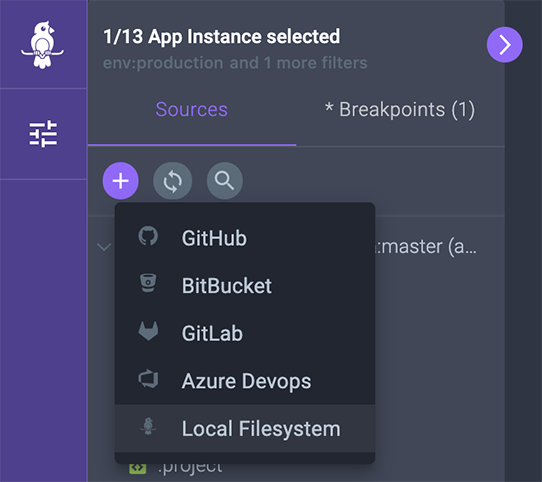 1/13 App Instance selected
env:production and 1 more filters
Sources
* Breakpoints (1)
GitHub
:master (a...
BitBucket
GitLab
Azure Devops
Local Filesystem
.project